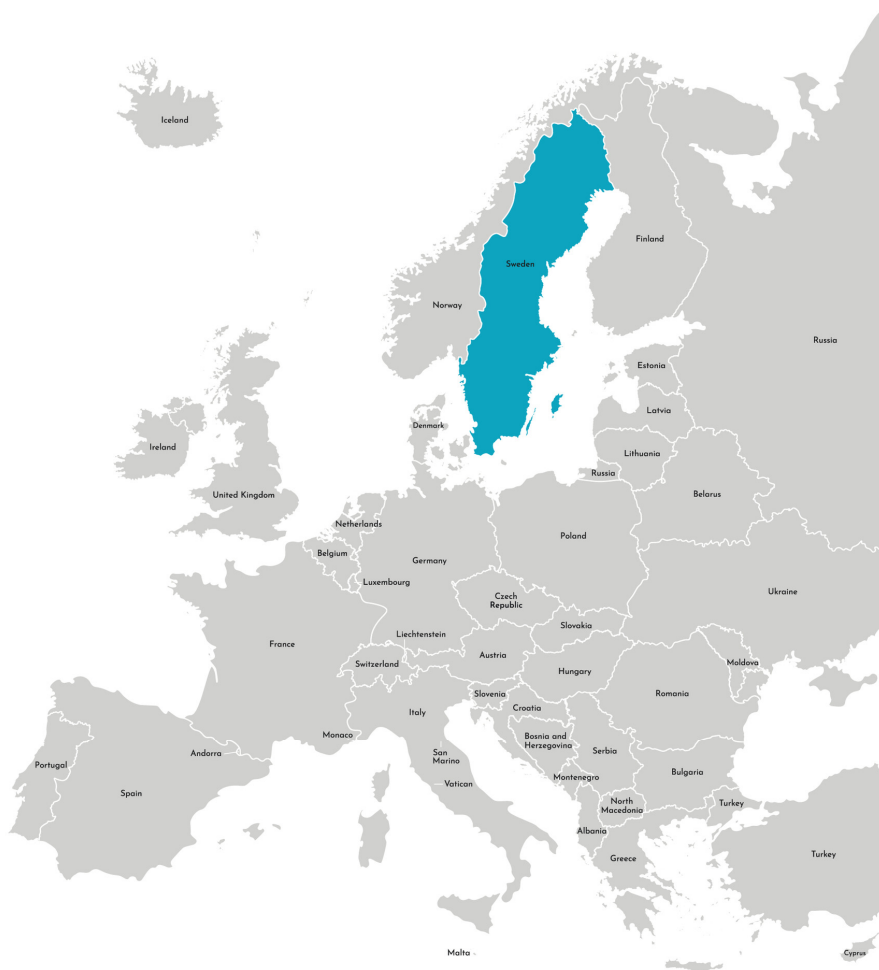 Iceland
Finland
Sweden
Norway
Russia
Estonia
Latvia
Denmark
Ireland
Lithuania
Russia
United Kingdom
Belarus
Netherlands
Poland
Belgium
Germany
Luxembourg
Ukraine
Czech
Republic
Slovakia
Liechtenstein
France
Austria
Switzerland
Moldova
Hungary
Slovenia
Romania
Croatia
Italy
Monaco
Bosnia and
Herzegovina
Serbia
San
Marino
Andorra
Portugal
Montenegro
Bulgaria
Vatican
Spain
North
Macedonia
Turkey
Albania
Turkey
Greece
Malta
Cyprus